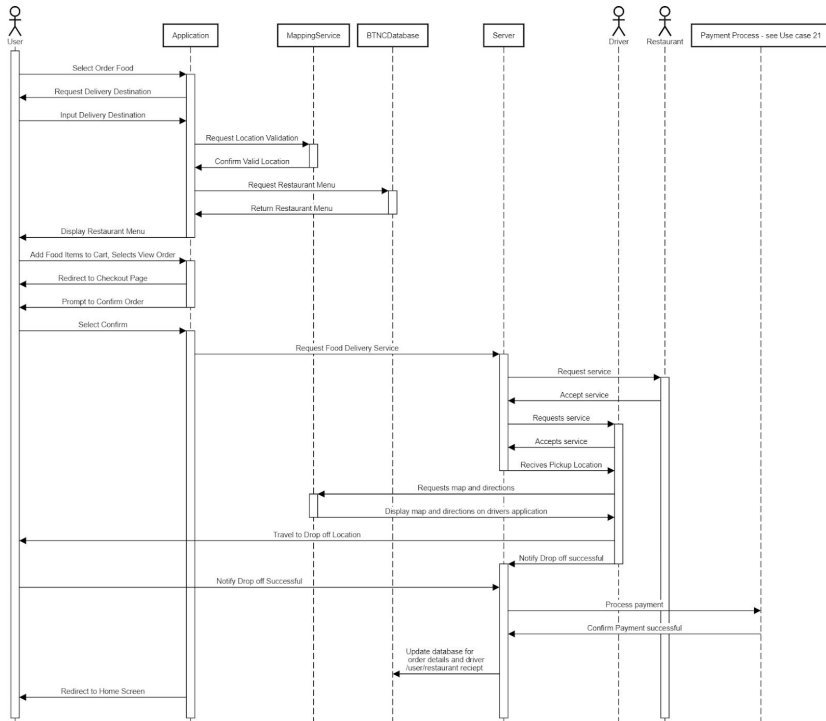 User
Application
MappingService
BTNCDatabase
Server
Driver
Restaurant
Payment Process - see Use case 21
Select Order Food
Request Delivery Destination
Input Delivery Destination
Request Location Validation
Confirm Valid Location
Request Restaurant Menu
Return Restaurant Menu
Display Restaurant Menu
Add Food Items to Cart, Selects View Order
Redirect to Checkout Page
Prompt to Confirm Order
Select Confirm
Request Food Delivery Service
Request service
Accept service
Requests service
Accepts service
Recives Pickup Location
Requests map and directions
Display map and directions on drivers application
Travel to Drop off Location
Notify Drop off successful
Notify Drop off Successful
Process payment
Confirm Payment successful
Update database for
order details and driver
/user/restaurant reciept
Redirect to Home Screen